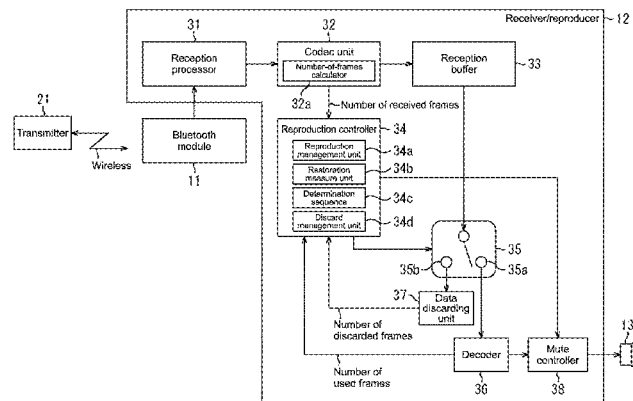 31
Reception
processor
32
Codec unit
Number-of-frames
calculator
32a
Receiver/reproducer
12
Reception
buffer
33
21
Transmitter
Wireless
Bluetooth
module
11
Number of received frames
Reproduction controller
34
Reproduction
management unit
34a
Restoration
measure unit
34b
Determination
sequence
34c
Discard
management unit
34d
35
35b
35a
37
Data
discarding
unit
Number of
discarded frames
Number of
used frames
Decoder
36
Mute
controller
38
13